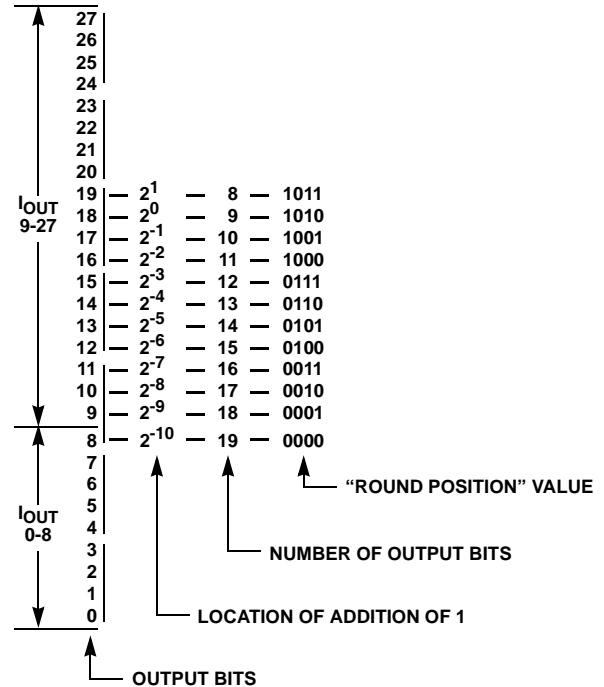 27
26
25
24
23
22
21
20
19 — 2^1 — 8 — 1011
I_OUT 18 — 2^0 — 9 — 1010
9-27 17 — 2^-1 — 10 — 1001
16 — 2^-2 — 11 — 1000
15 — 2^-3 — 12 — 0111
14 — 2^-4 — 13 — 0110
13 — 2^-5 — 14 — 0101
12 — 2^-6 — 15 — 0100
11 — 2^-7 — 16 — 0011
10 — 2^-8 — 17 — 0010
9 — 2^-9 — 18 — 0001
8 — 2^-10 — 19 — 0000
7
6 “ROUND POSITION” VALUE
5
I_OUT
4
0-8
3 NUMBER OF OUTPUT BITS
2
1
0 LOCATION OF ADDITION OF 1
OUTPUT BITS